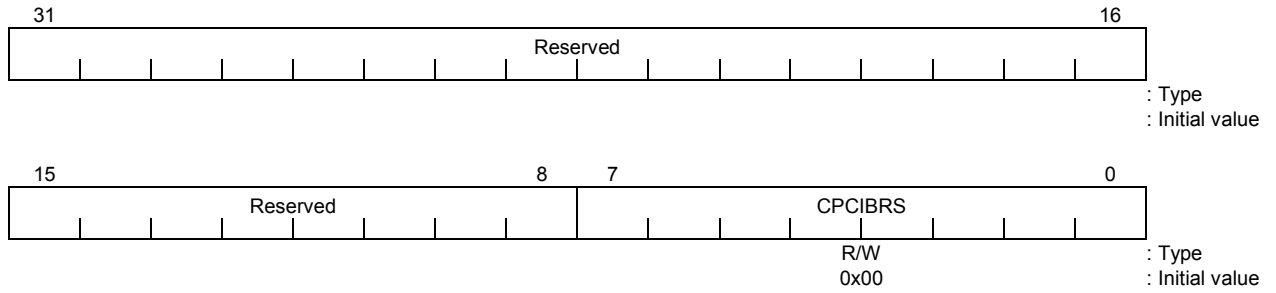 31 16
Reserved
: Type
: Initial value
15 8 7 0
Reserved CPCIBRS
R/W : Type
0x00 : Initial value